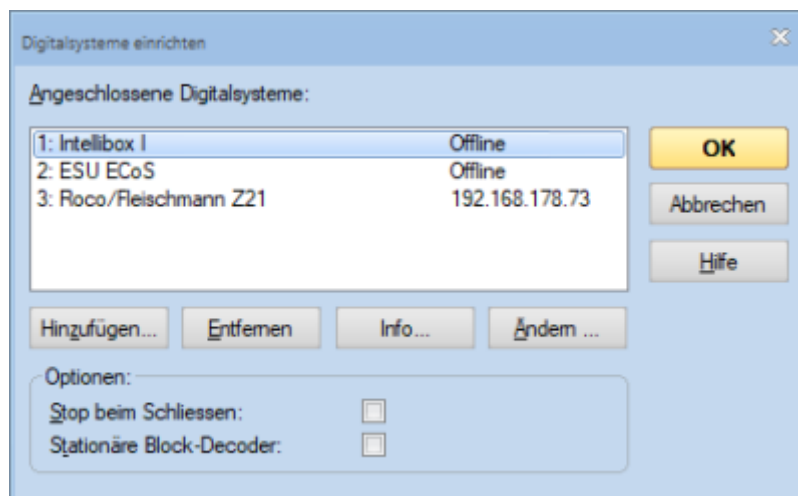 Digitalsysteme einrichten
Angeschlossene Digitalsysteme:
1: Intellibox I Offline
2: ESU ECoS Offline
3: Roco/Fleischmann Z21 192.168.178.73
OK
Abbrechen
Hilfe
Hinzufügen... Entfernen Info... Ändern ...
Optionen:
Stop beim Schliessen:
Stationäre Block-Decoder: